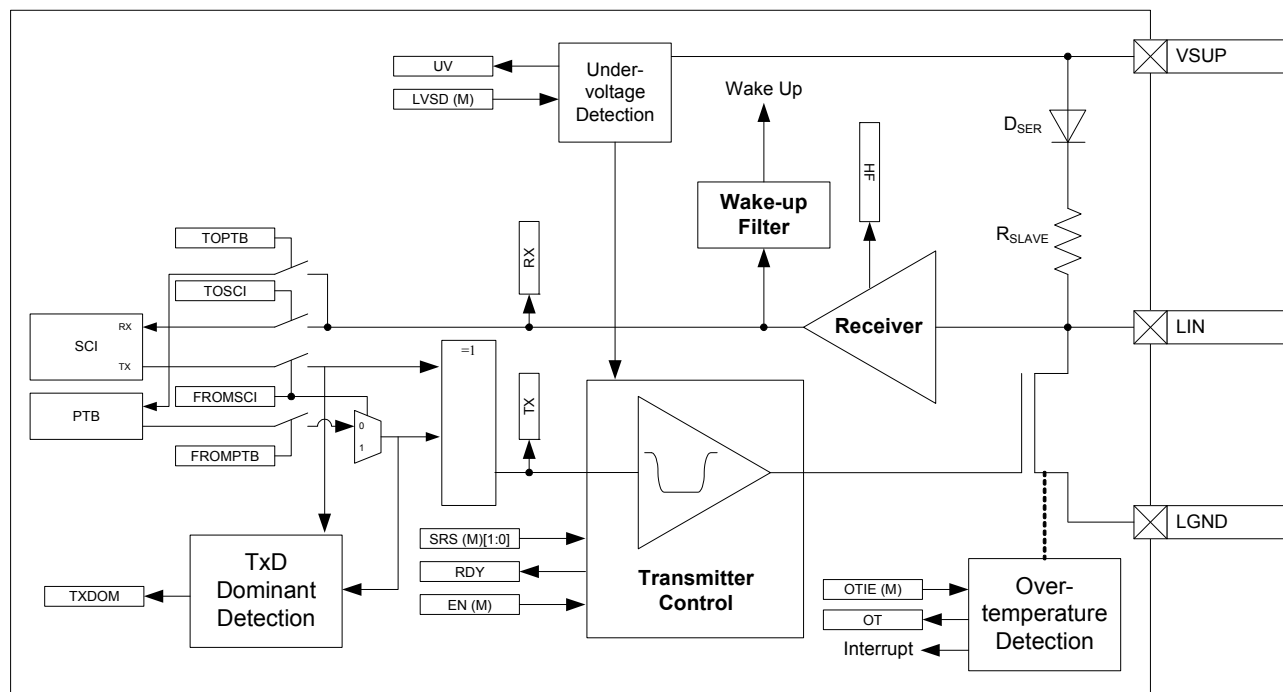 VSUP
UV
LVSD (M)
Under-
voltage
Detection
Wake Up
D_SER
HF
Wake-up
Filter
TOPTB
RX
R_SLAVE
TOSCI
SCI
RX
TX
Receiver
LIN
=1
FROMSCI
PTB
TX
0
1
FROMPTB
SRS (M)[1:0]
RDY
EN (M)
Transmitter
Control
LGND
TxD
Dominant
Detection
TXDOM
OTIE (M)
OT
Interrupt
Over-
temperature
Detection